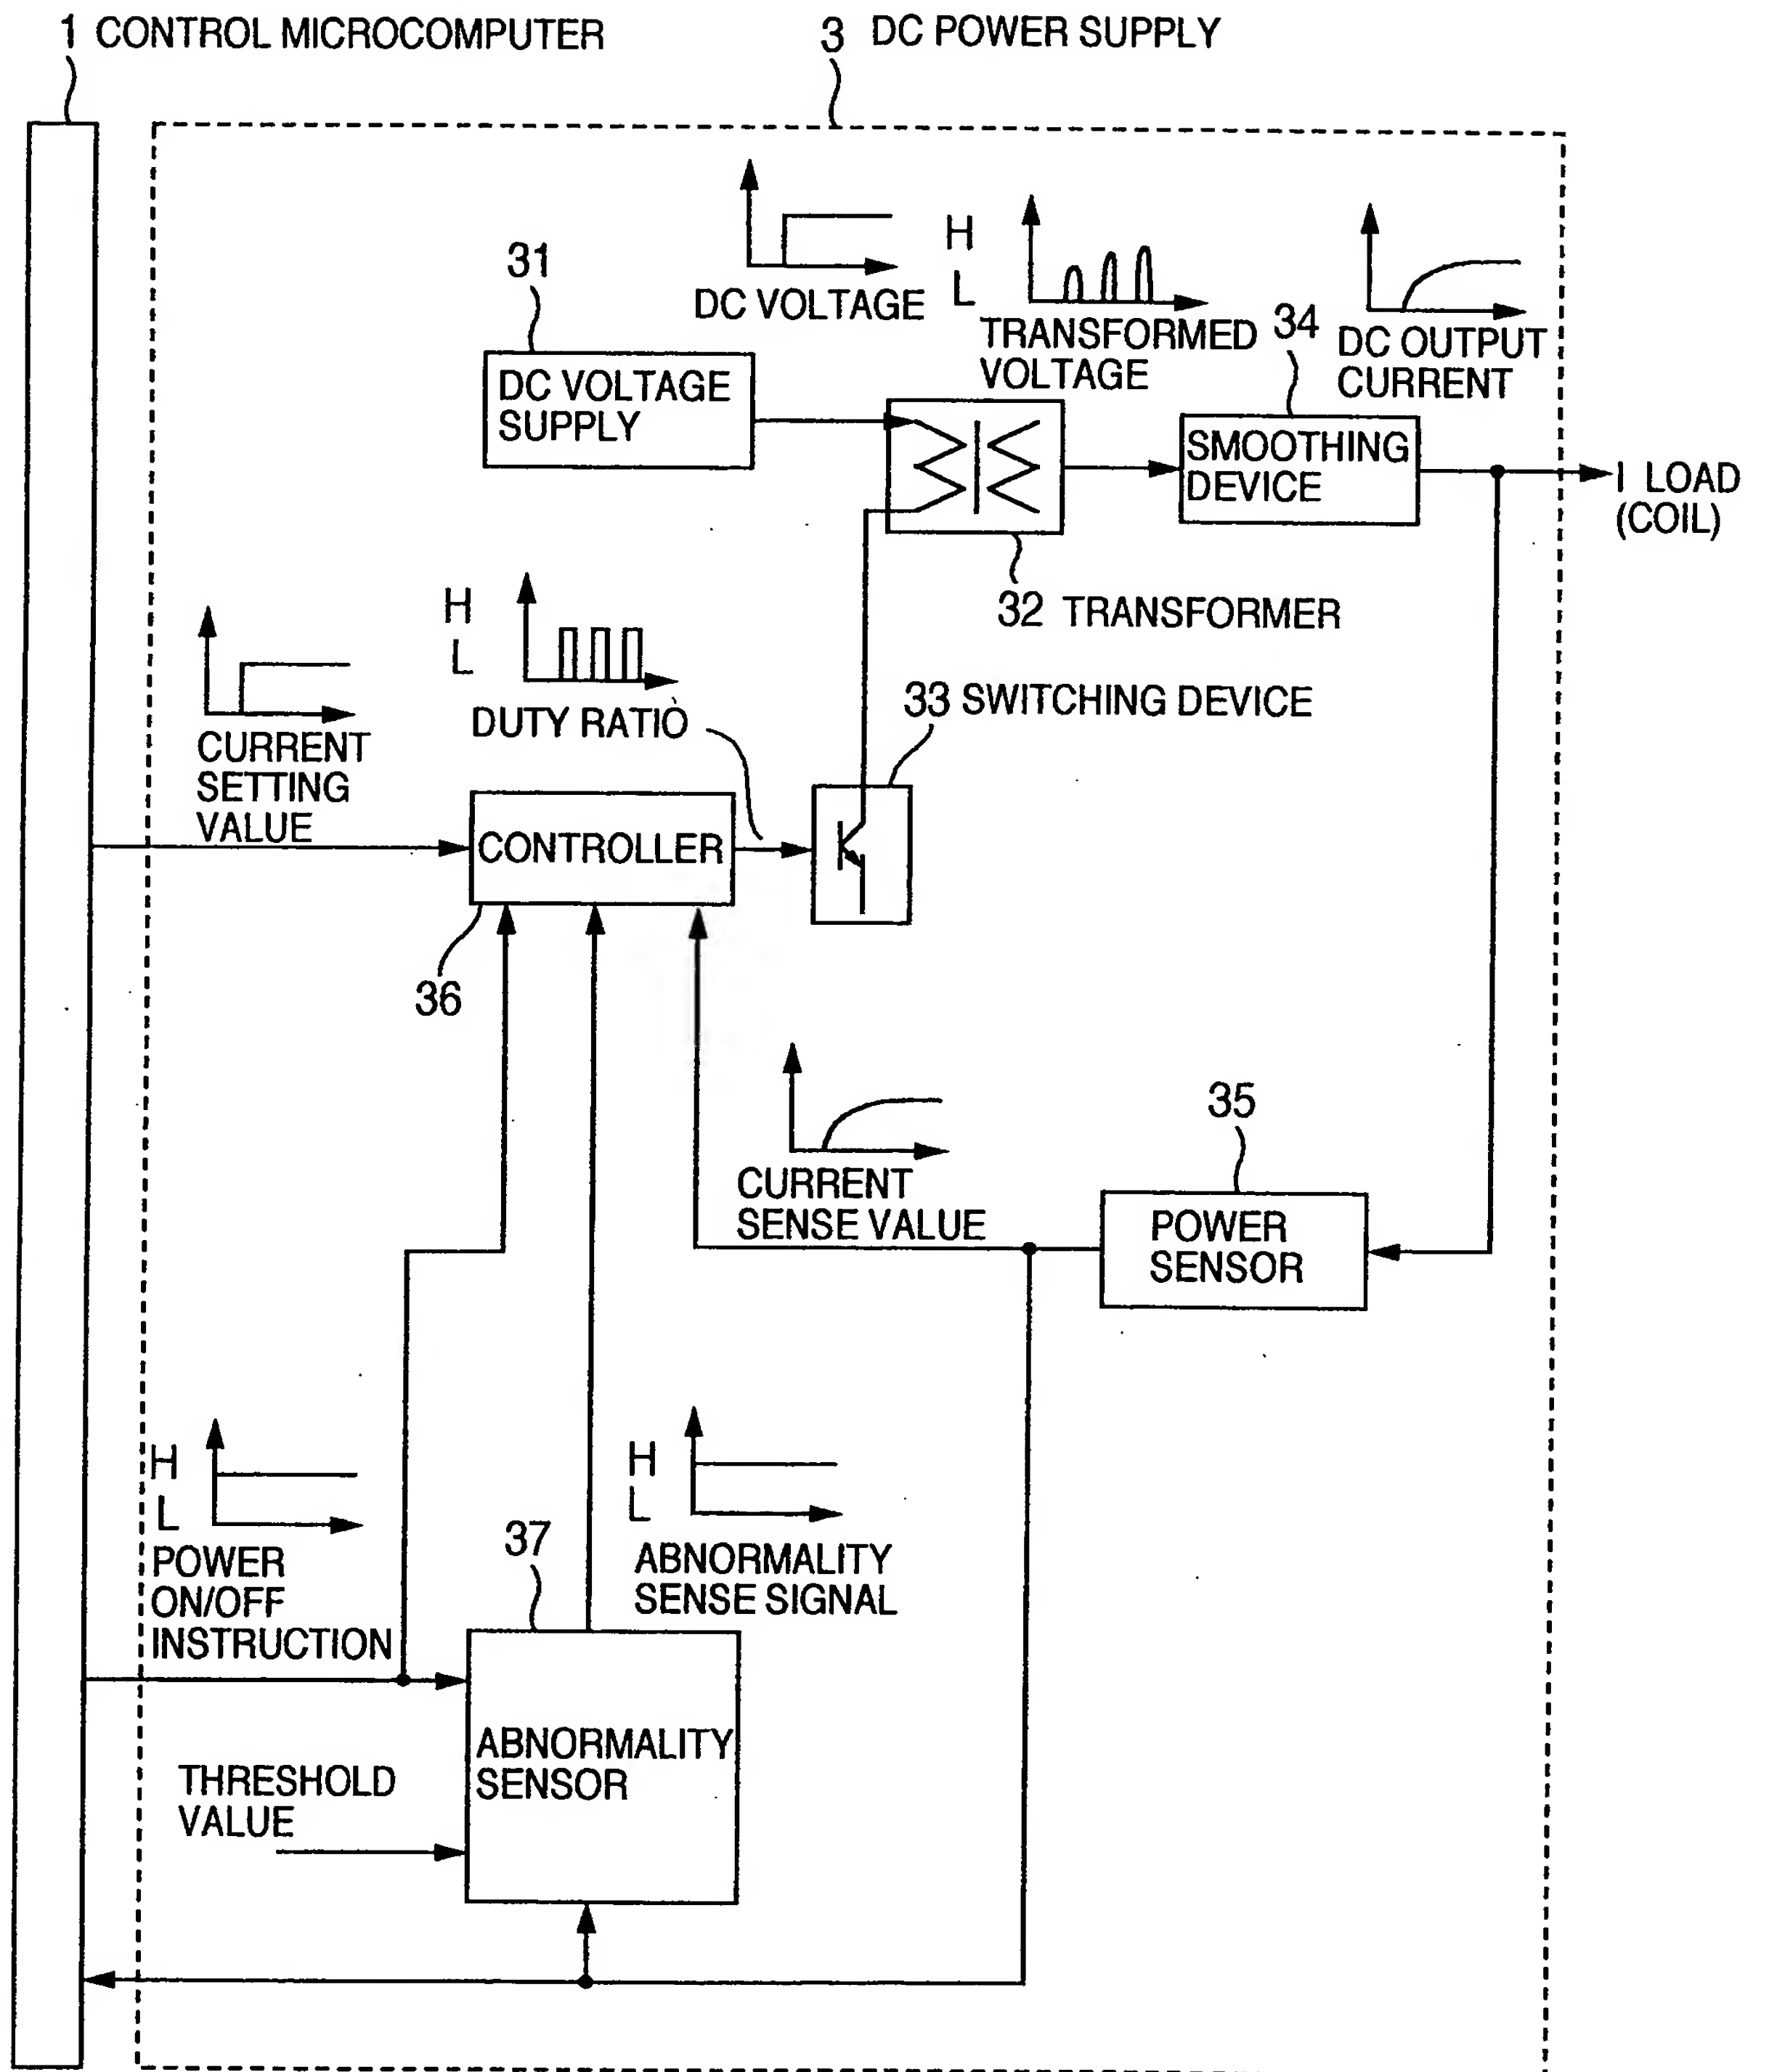 1 CONTROL MICROCOMPUTER
3 DC POWER SUPPLY
31
DC VOLTAGE
H
L
TRANSFORMED
VOLTAGE
34
DC OUTPUT
CURRENT
DC VOLTAGE
SUPPLY
SMOOTHING
DEVICE
I LOAD
(COIL)
32 TRANSFORMER
H
L
DUTY RATIO
33 SWITCHING DEVICE
CURRENT
SETTING
VALUE
CONTROLLER
36
CURRENT
SENSE VALUE
35
POWER
SENSOR
H
L
POWER
ON/OFF
INSTRUCTION
H
L
ABNORMALITY
SENSE SIGNAL
37
ABNORMALITY
SENSOR
THRESHOLD
VALUE